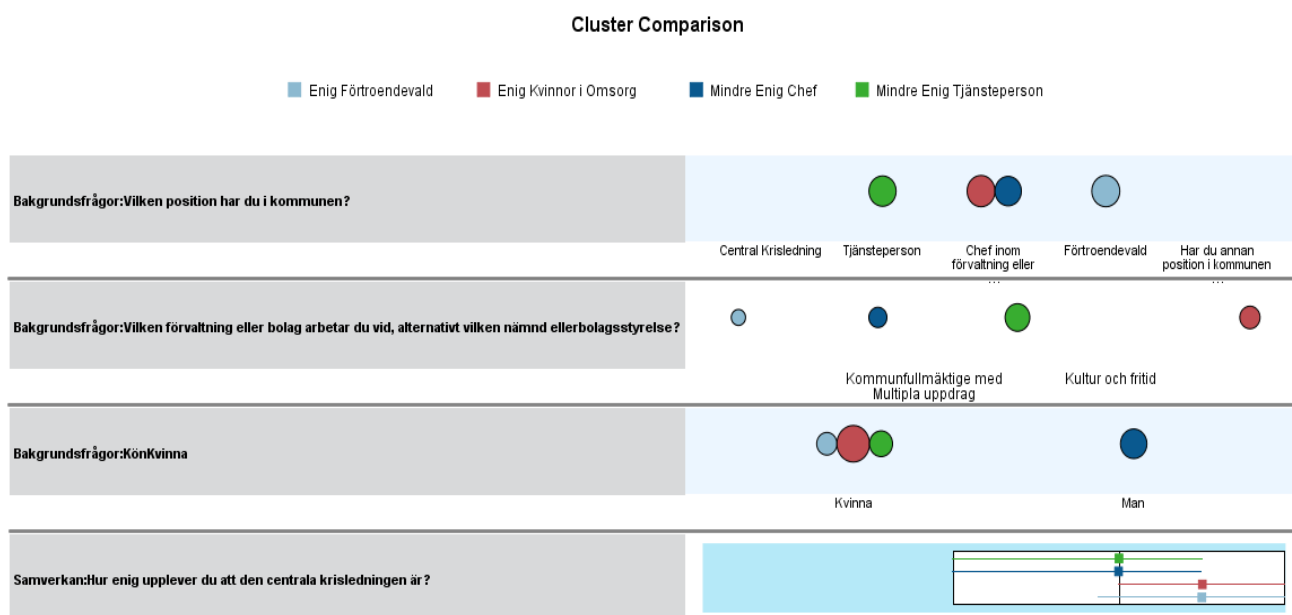 Cluster Comparison
Enig Förtroendevald
Enig Kvinnor i Omsorg
Mindre Enig Chef
Mindre Enig Tjänsteperson
Bakgrundsfrågor:Vilken position har du i kommunen?
Central Krisledning
Tjänsteperson
Chef inom
förvaltning eller
...
Förtroendevald
Har du annan
position i kommunen
...
Bakgrundsfrågor:Vilken förvaltning eller bolag arbetar du vid, alternativt vilken nämnd ellerbolagsstyrelse?
Kommunfullmäktige med
Multipla uppdrag
Kultur och fritid
Bakgrundsfrågor:KönKvinna
Kvinna
Man
Samverkan:Hur enig upplever du att den centrala krisledningen är?